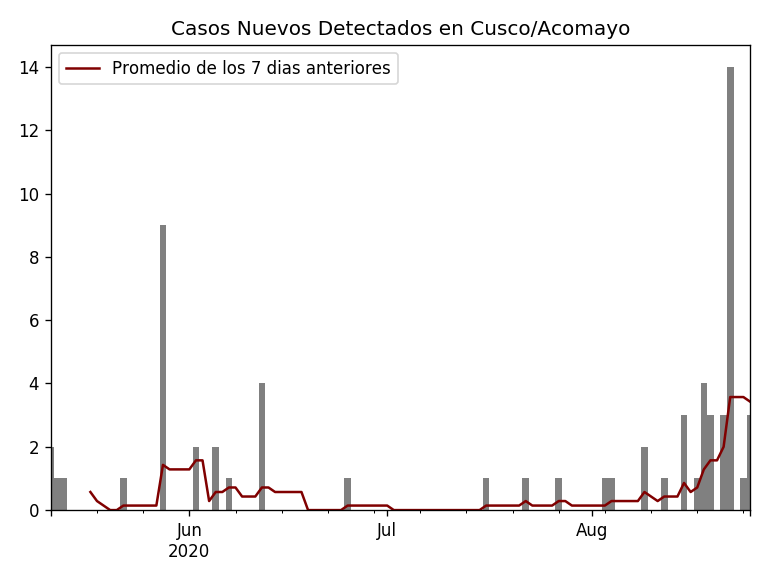 Casos Nuevos Detectados en Cusco/Acomayo
Promedio de los 7 dias anteriores
14
12
10
8
6
4
2
0
Jun
2020
Jul
Aug